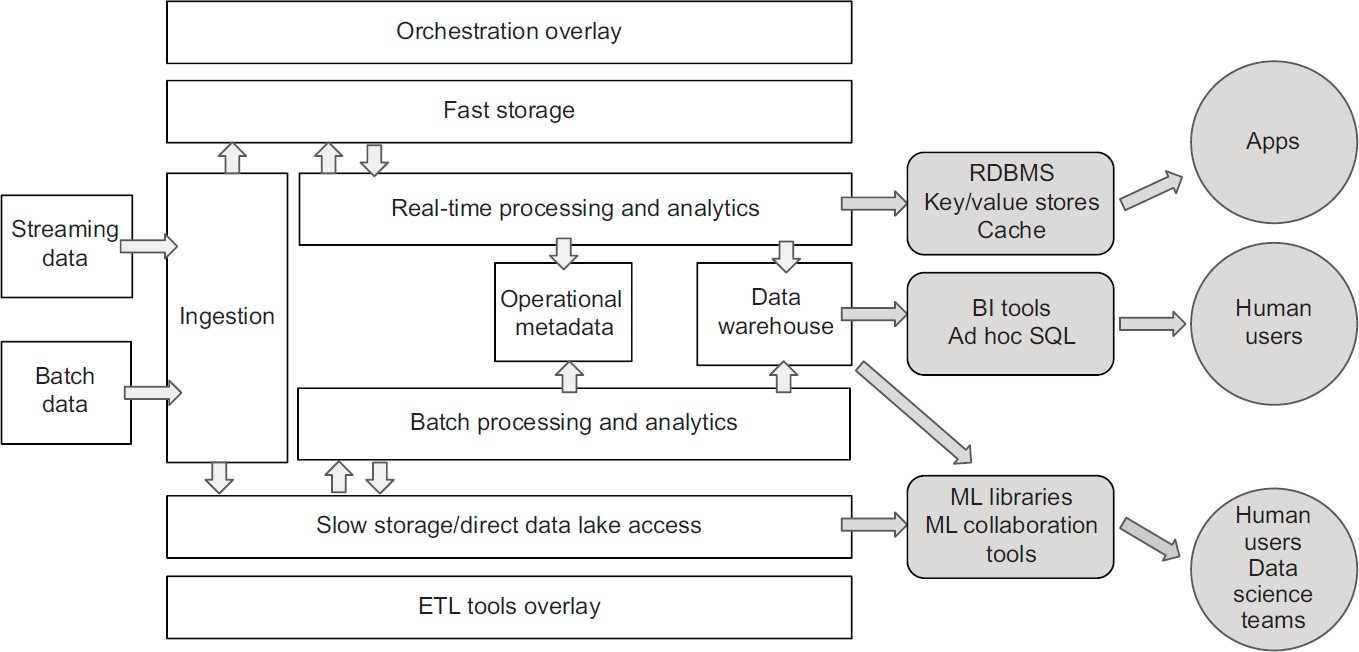 Orchestration overlay
Fast storage
Streaming
data
Batch
data
Ingestion
Real-time processing and analytics
Operational
metadata
Data
warehouse
Batch processing and analytics
Slow storage/direct data lake access
ETL tools overlay
RDBMS
Key/value stores
Cache
BI tools
Ad hoc SQL
ML libraries
ML collaboration
tools
Apps
Human
users
Human
users
Data
science
teams